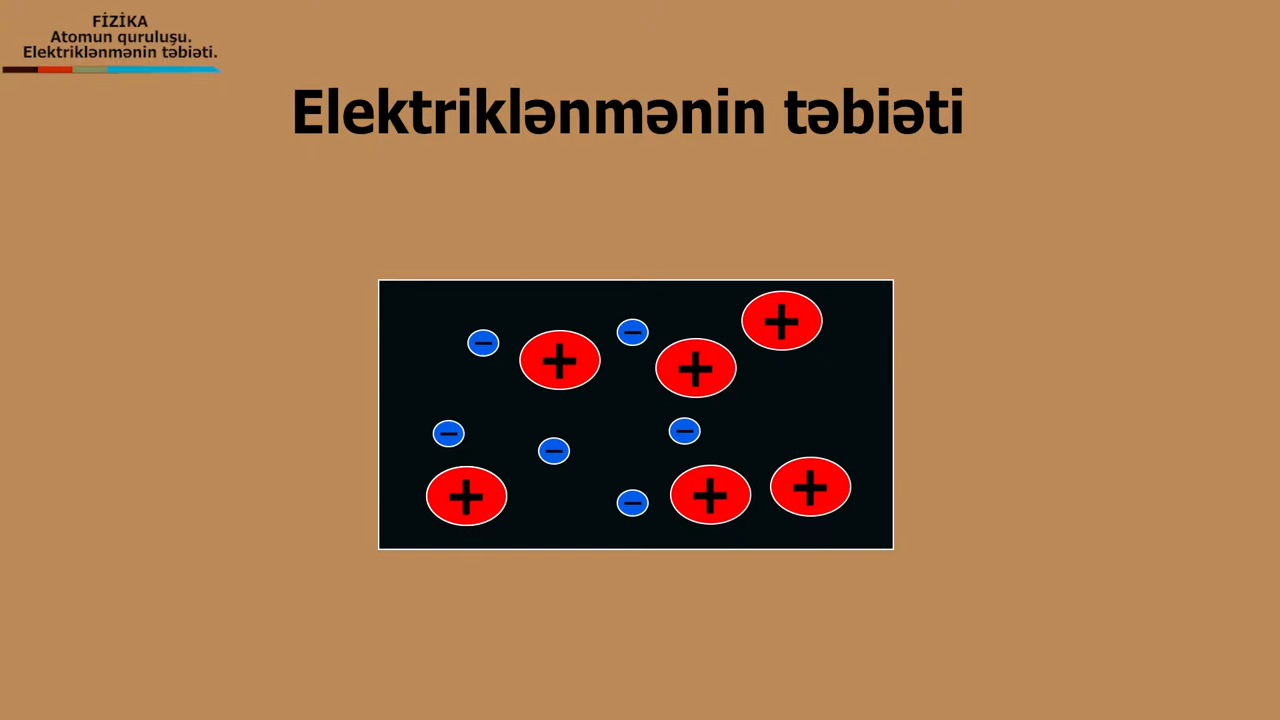 FİZİKA
Atomun quruluşu.
Elektriklənmənin təbiəti.
Elektriklənmənin təbiəti
− + − + +
− − −
+ − + +